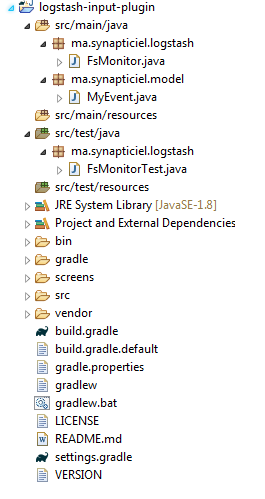 logstash-input-plugin
src/main/java
ma.synapticiel.logstash
FsMonitor.java
ma.synapticiel.model
MyEvent.java
src/main/resources
src/test/java
ma.synapticiel.logstash
FsMonitorTest.java
src/test/resources
JRE System Library [JavaSE-1.8]
Project and External Dependencies
bin
gradle
screens
src
vendor
build.gradle
build.gradle.default
gradle.properties
gradlew
gradlew.bat
LICENSE
README.md
settings.gradle
VERSION